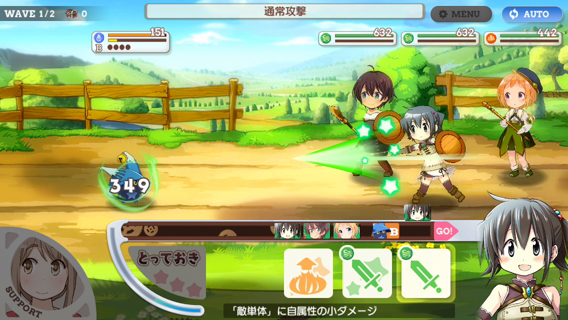 WAVE 1/2 0
通常攻撃
MENU
AUTO
151
B
632
632
442
349
B
GO!
とっておき
SUPPORT
「敵単体」に自属性の小ダメージ